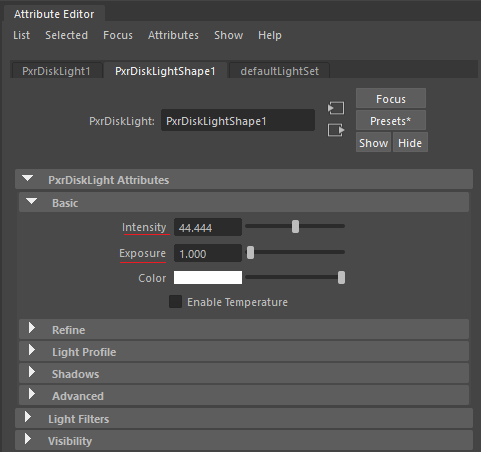 Attribute Editor
List Selected Focus Attributes Show Help
PxrDiskLight1 PxrDiskLightShape1 defaultLightSet
Focus
PxrDiskLight: PxrDiskLightShape1 Presets*
Show Hide
PxrDiskLight Attributes
Basic
Intensity 44.444
Exposure 1.000
Color
Enable Temperature
Refine
Light Profile
Shadows
Advanced
Light Filters
Visibility